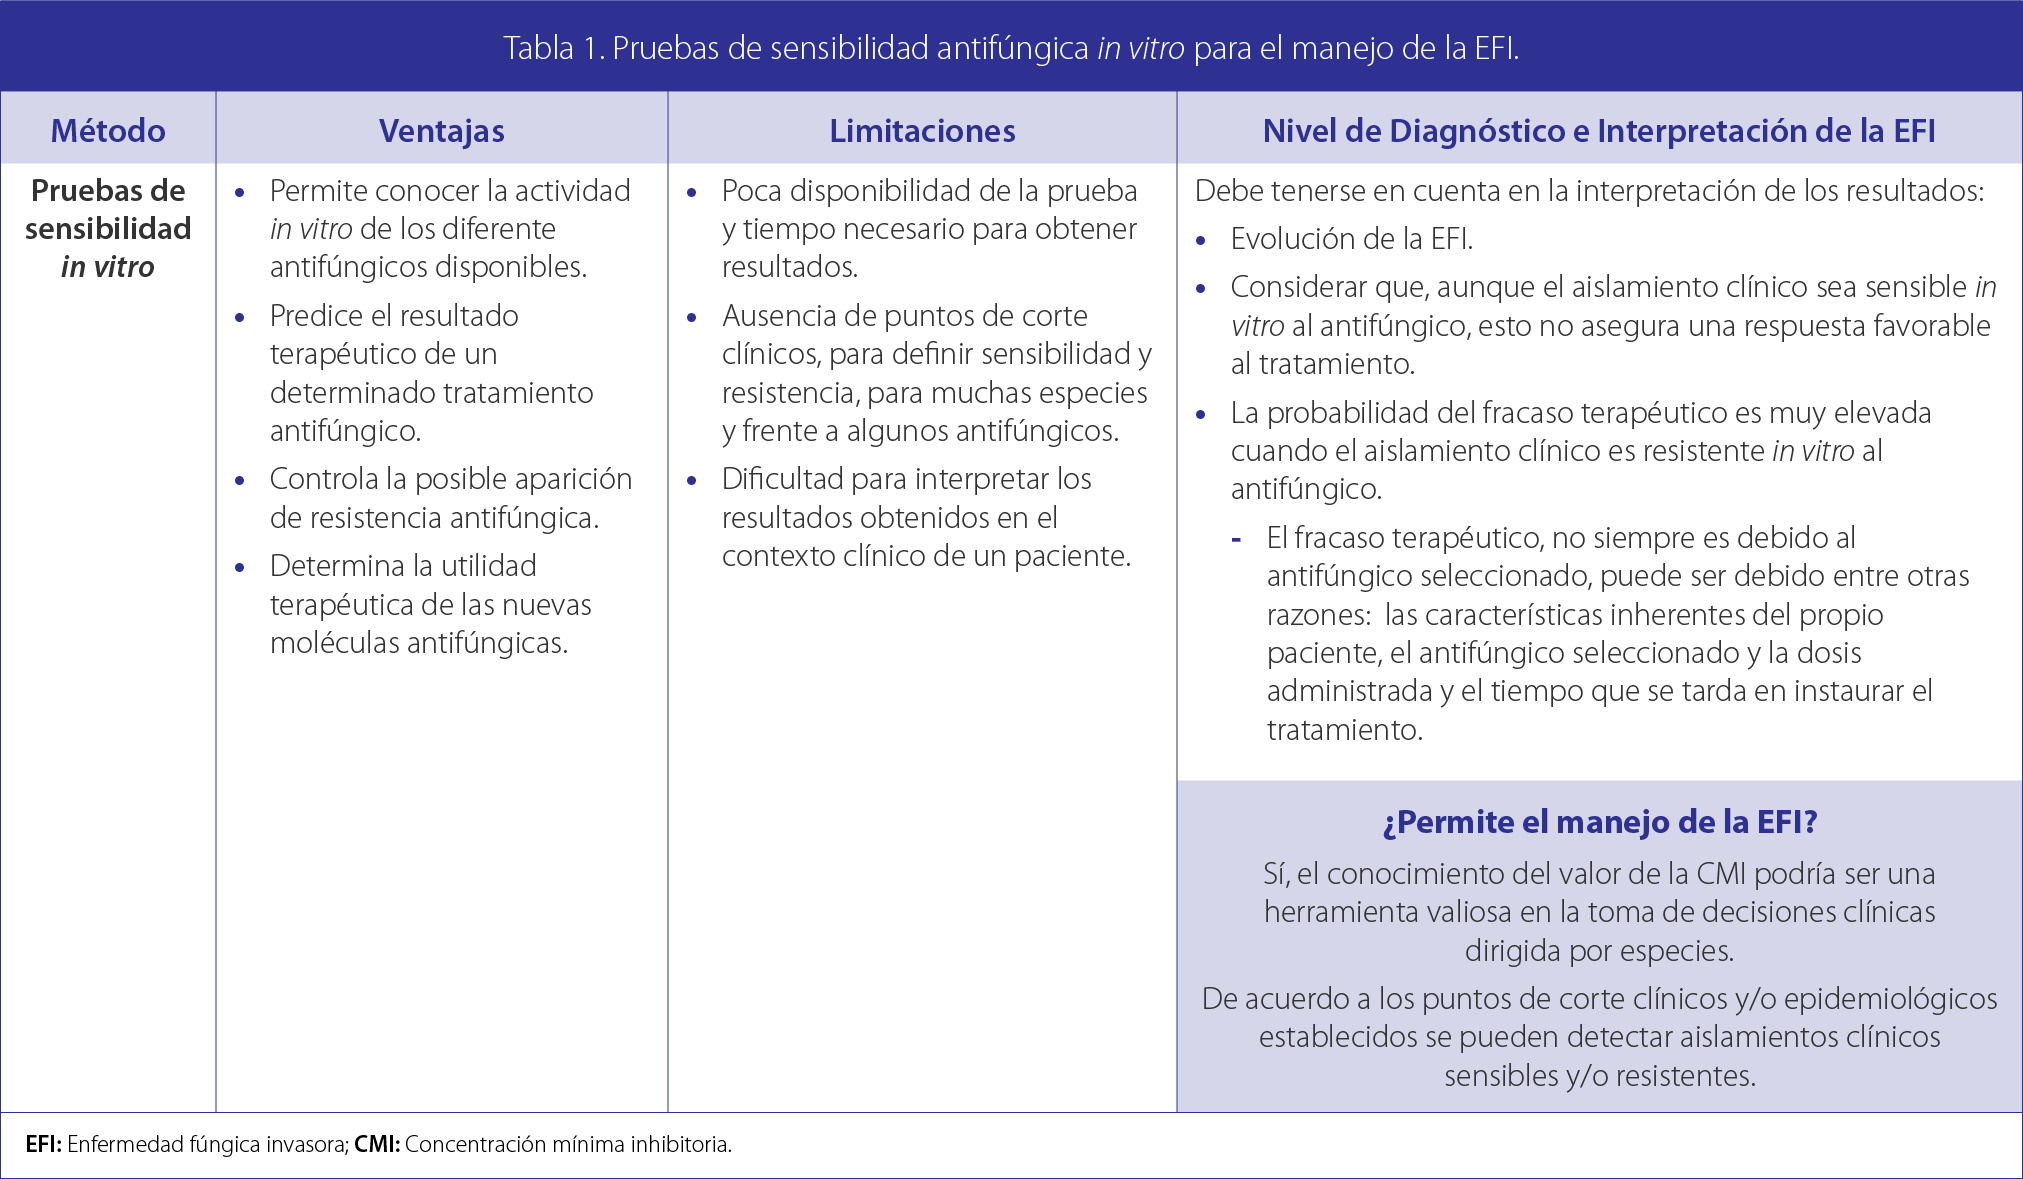 Tabla 1. Pruebas de sensibilidad antifúngica in vitro para el manejo de la EFI.
Método
Ventajas
Limitaciones
Nivel de Diagnóstico e Interpretación de la EFI
Pruebas de
sensibilidad
in vitro
• Permite conocer la actividad
in vitro de los diferente
antifúngicos disponibles.
• Predice el resultado
terapéutico de un
determinado tratamiento
antifúngico.
• Controla la posible aparición
de resistencia antifúngica.
• Determina la utilidad
terapéutica de las nuevas
moléculas antifúngicas.
• Poca disponibilidad de la prueba
y tiempo necesario para obtener
resultados.
• Ausencia de puntos de corte
clínicos, para definir sensibilidad y
resistencia, para muchas especies
y frente a algunos antifúngicos.
• Dificultad para interpretar los
resultados obtenidos en el
contexto clínico de un paciente.
Debe tenerse en cuenta en la interpretación de los resultados:
• Evolución de la EFI.
• Considerar que, aunque el aislamiento clínico sea sensible in
vitro al antifúngico, esto no asegura una respuesta favorable
al tratamiento.
• La probabilidad del fracaso terapéutico es muy elevada
cuando el aislamiento clínico es resistente in vitro al
antifúngico.
- El fracaso terapéutico, no siempre es debido al
antifúngico seleccionado, puede ser debido entre otras
razones: las características inherentes del propio
paciente, el antifúngico seleccionado y la dosis
administrada y el tiempo que se tarda en instaurar el
tratamiento.
¿Permite el manejo de la EFI?
Sí, el conocimiento del valor de la CMI podría ser una
herramienta valiosa en la toma de decisiones clínicas
dirigida por especies.
De acuerdo a los puntos de corte clínicos y/o epidemiológicos
establecidos se pueden detectar aislamientos clínicos
sensibles y/o resistentes.
EFI: Enfermedad fúngica invasora; CMI: Concentración mínima inhibitoria.